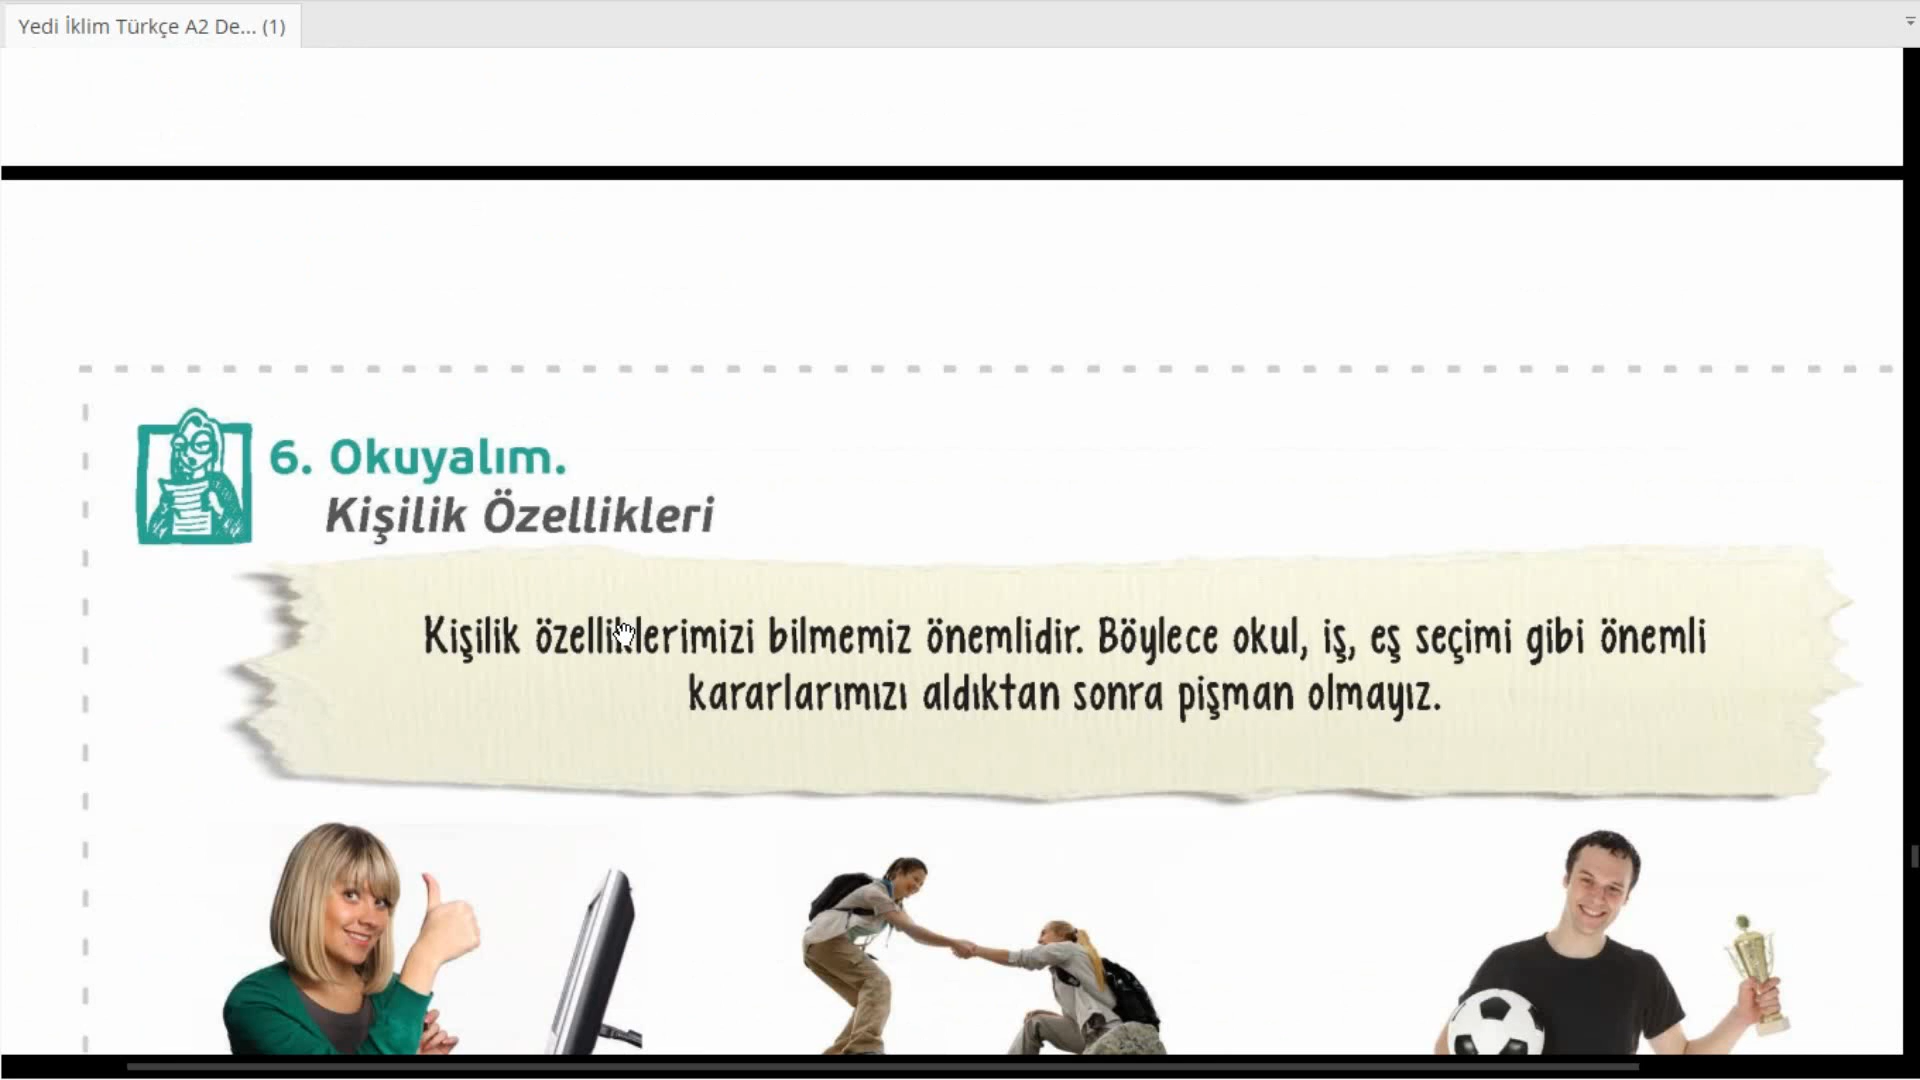 Yedi İklim Türkçe A2 De... (1)
6. Okuyalım.
Kişilik Özellikleri
Kişilik özelliklerimizi bilmemiz önemlidir. Böylece okul, iş, eş seçimi gibi önemli
kararlarımızı aldıktan sonra pişman olmayız.